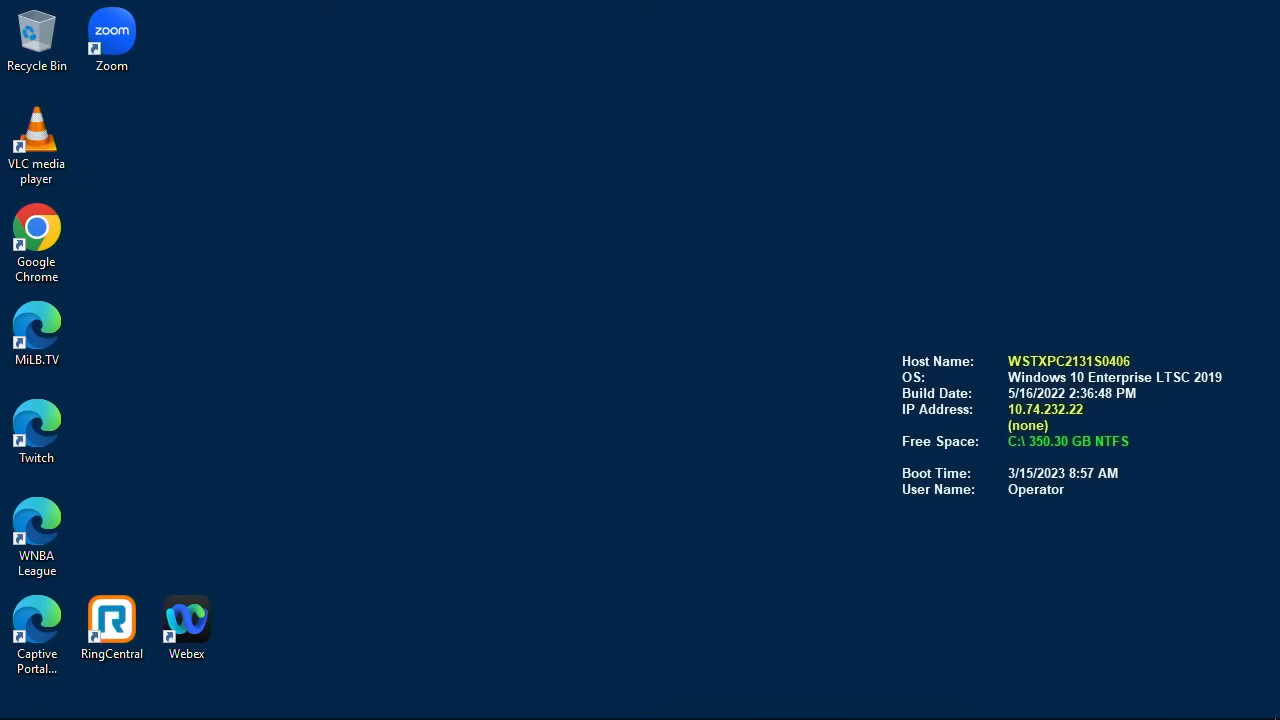 Recycle Bin
zoom
Zoom
VLC media
player
Google
Chrome
MiLB.TV
Twitch
WNBA
League
Captive
Portal...
R
RingCentral
Webex
Host Name: WSTXPC2131S0406
OS: Windows 10 Enterprise LTSC 2019
Build Date: 5/16/2022 2:36:48 PM
IP Address: 10.74.232.22
(none)
Free Space: C:\ 350.30 GB NTFS
Boot Time: 3/15/2023 8:57 AM
User Name: Operator